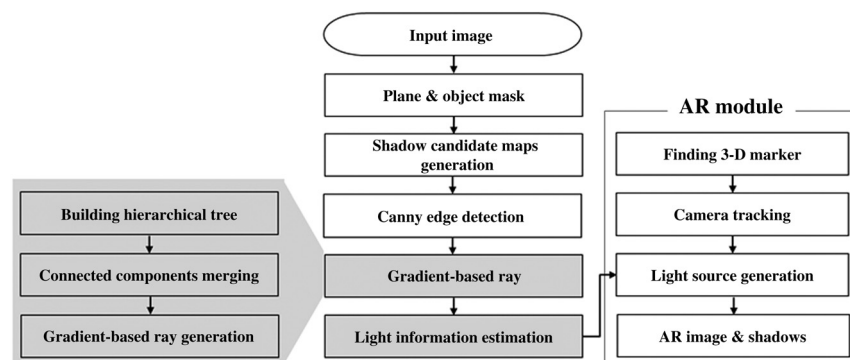 Input image
Plane & object mask
Shadow candidate maps
generation
Canny edge detection
Gradient-based ray
Light information estimation
Building hierarchical tree
Connected components merging
Gradient-based ray generation
AR module
Finding 3-D marker
Camera tracking
Light source generation
AR image & shadows